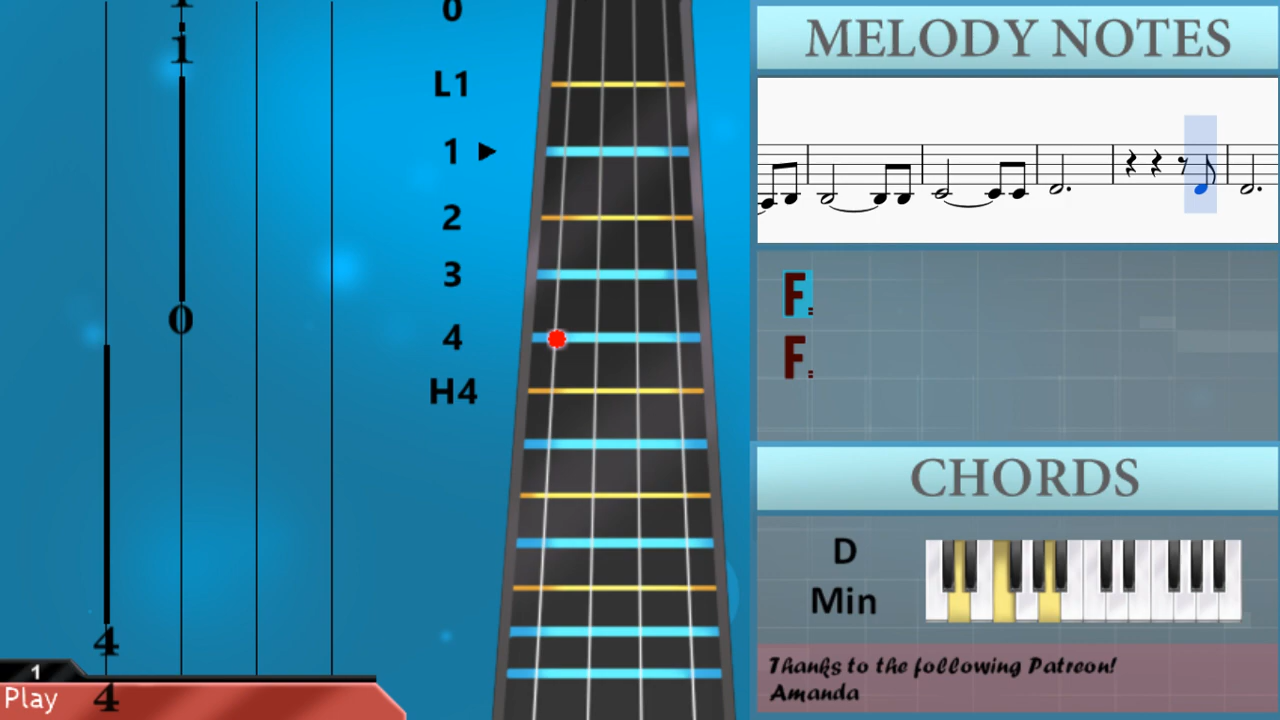 1
0
4
1
Play
4
0
L1
1
2
3
4
H4
MELODY NOTES
F.
F.
CHORDS
D
Min
Thanks to the following Patreon!
Amanda